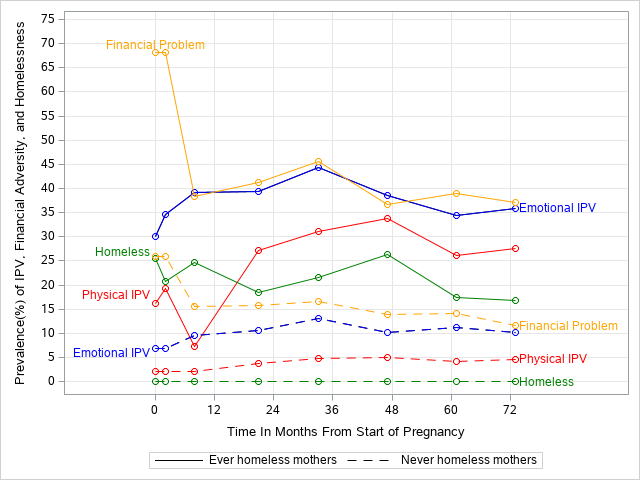 75
70
65
60
55
50
45
40
35
30
25
20
15
10
5
0
Prevalence(%) of IPV, Financial Adversity, and Homelessness
Financial Problem
Homeless
Physical IPV
Emotional IPV
Emotional IPV
Financial Problem
Physical IPV
Homeless
0 12 24 36 48 60 72
Time In Months From Start of Pregnancy
Ever homeless mothers Never homeless mothers